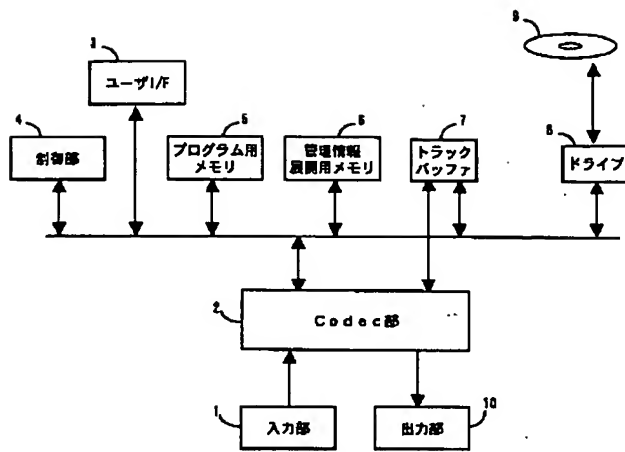 3
9
ユーザI/F
4
5
6
7
8
制御部
プログラム用
メモリ
管理情報
展開用メモリ
トラック
バッファ
ドライブ
2
Codec部
1
10
入力部
出力部